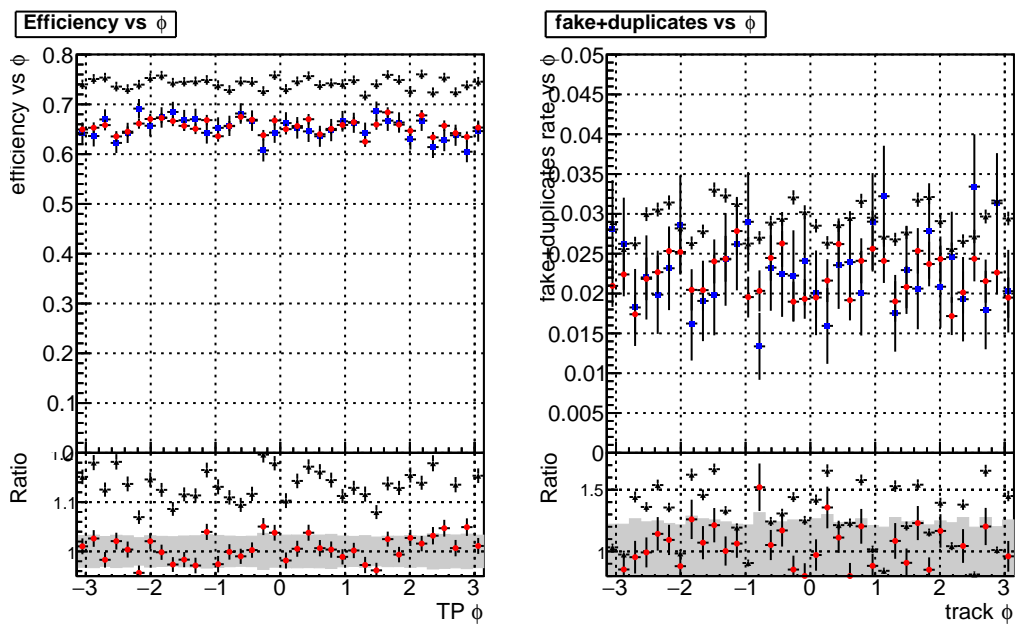 Efficiency vs ϕ
efficiency vs ϕ
0.8
0.7
0.6
0.5
0.4
0.3
0.2
0.1
0
Ratio
1.1
1
−3 −2 −1 0 1 2 3
TP ϕ
fake+duplicates vs ϕ
fake+duplicates rate vs ϕ
0.05
0.045
0.04
0.035
0.03
0.025
0.02
0.015
0.01
0.005
0
Ratio
1.5
1
−3 −2 −1 0 1 2 3
track ϕ